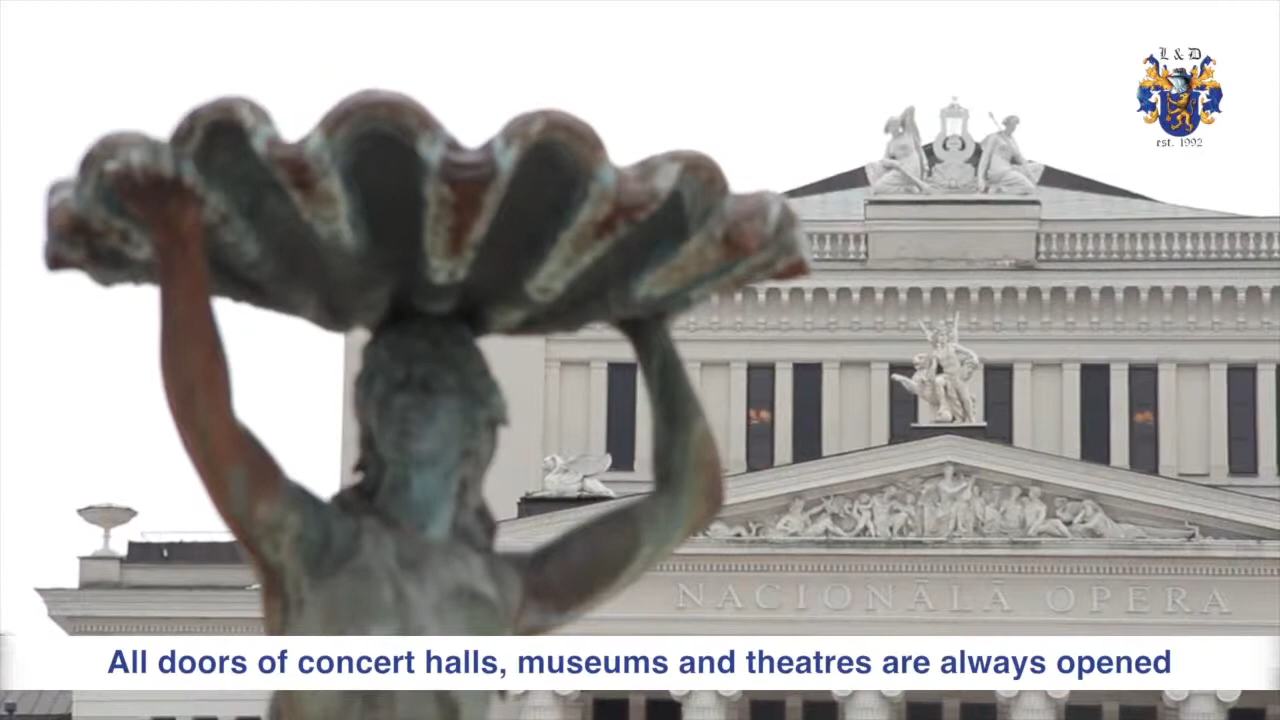 L & D
est. 1992
NACIONĀLĀ OPERA
All doors of concert halls, museums and theatres are always opened